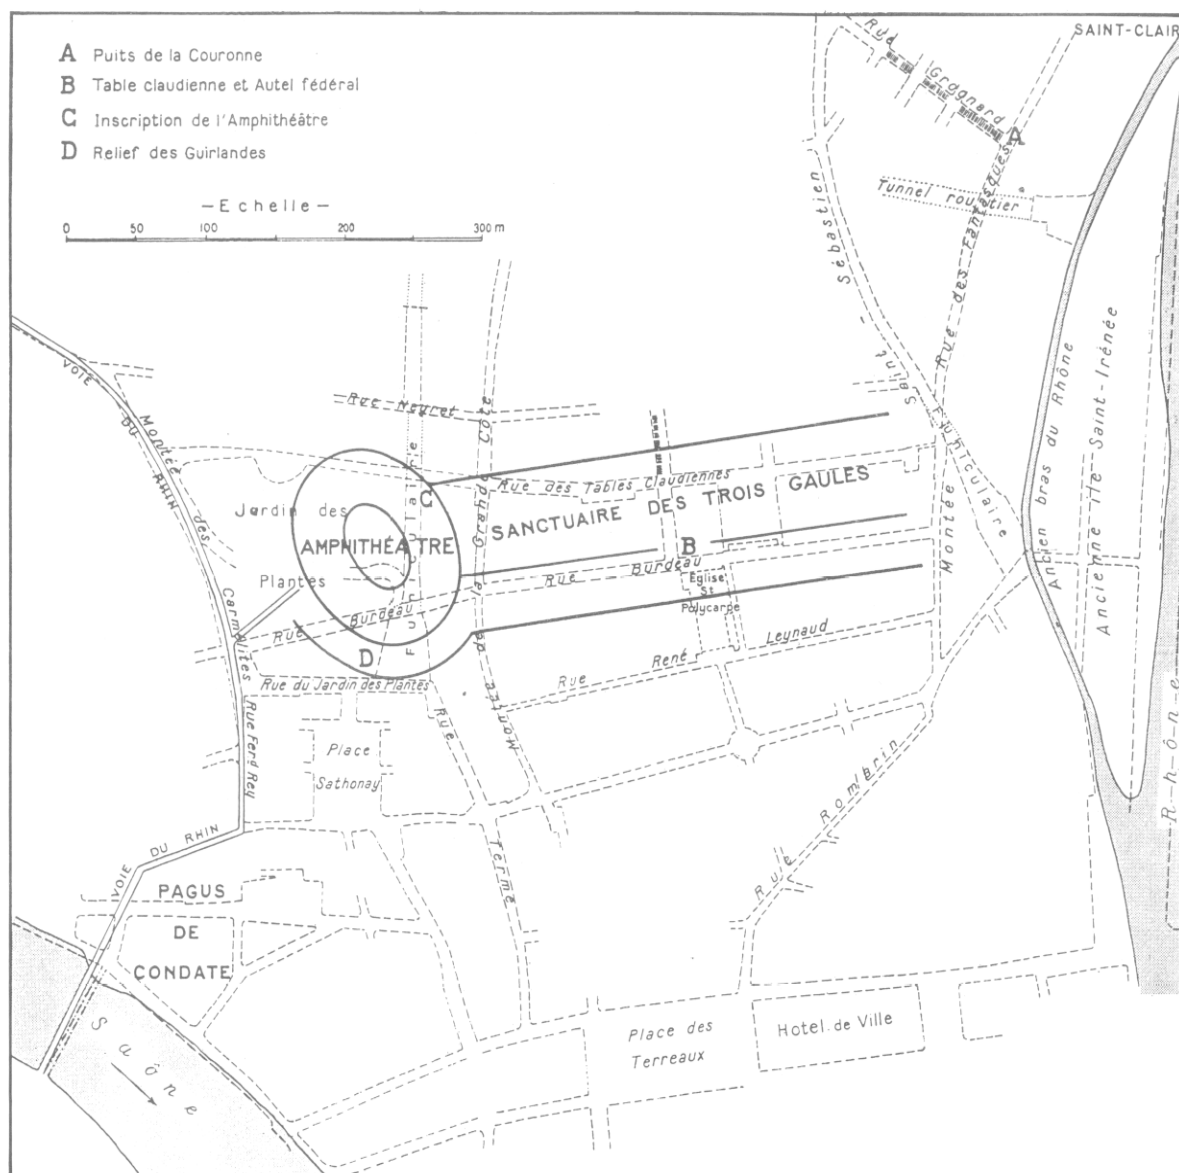 A Puits de la Couronne
B Table claudienne et Autel fédéral
C Inscription de l'Amphithéâtre
D Relief des Guirlandes
— Echelle —
0 50 100 200 300 m
SAINT-CLAIR
Rue Grognard
A
Tunnel routier
Rue des Fantasques
Montée Saint Sébastien
Funiculaire
Ancien bras du Rhône
Ancienne île Saint-Irénée
R-h-ô-n-e
VOIE DU RHIN
Montée des Carmélites
Rue Neyret
Montée de la Grande Côte
Funiculaire
C
Rue des Tables Claudiennes
SANCTUAIRE DES TROIS GAULES
Jardin des
Plantes
AMPHITHÉATRE
B
Rue Burdeau
Rue Burdeau
Eglise
St
Polycarpe
D
Rue René Leynaud
Rue du Jardin des Plantes
Rue Ferd Rey
Place
Sathonay
Rue Terme
Rue Rombrin
VOIE DU RHIN
PAGUS
DE
CONDATE
Saône
Place des
Terreaux
Hotel de Ville